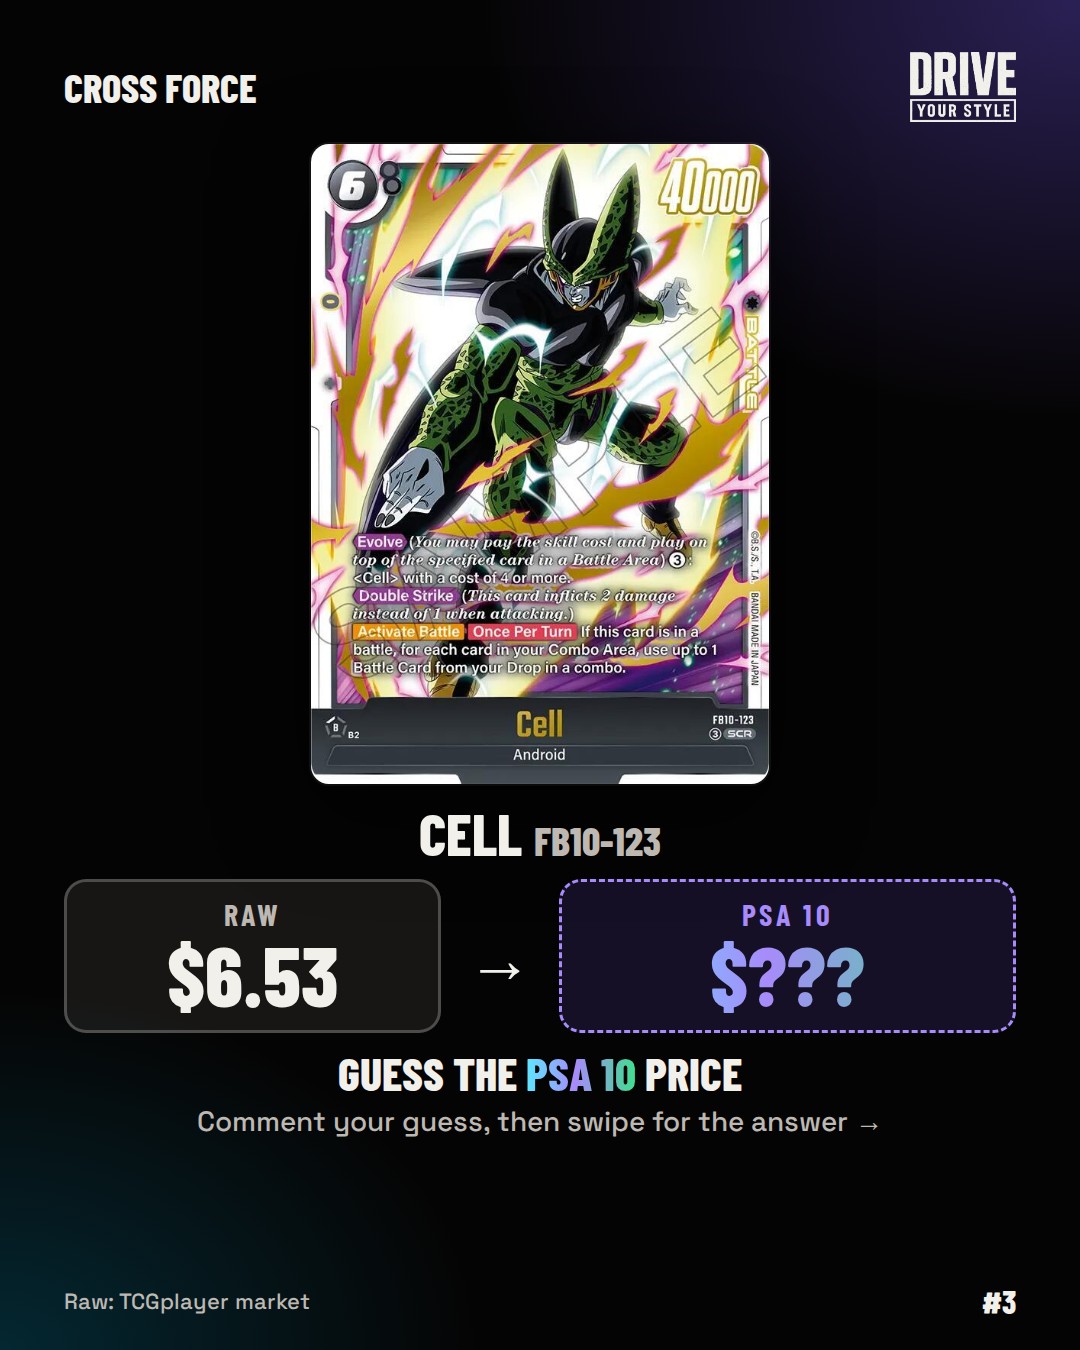 CROSS FORCE
DRIVE
YOUR STYLE
6
8
40000
0
BATTLE
SAMPLE
Evolve (You may pay the skill cost and play on
top of the specified card in a Battle Area) 3 :
<Cell> with a cost of 4 or more.
Double Strike (This card inflicts 2 damage
instead of 1 when attacking.)
Activate Battle Once Per Turn If this card is in a
battle, for each card in your Combo Area, use up to 1
Battle Card from your Drop in a combo.
©B.S./S., T.A. BANDAI MADE IN JAPAN
B B2
Cell
FB10-123
3 SCR
Android
CELL FB10-123
RAW
$6.53
→
PSA 10
$???
GUESS THE PSA 10 PRICE
Comment your guess, then swipe for the answer →
Raw: TCGplayer market
#3